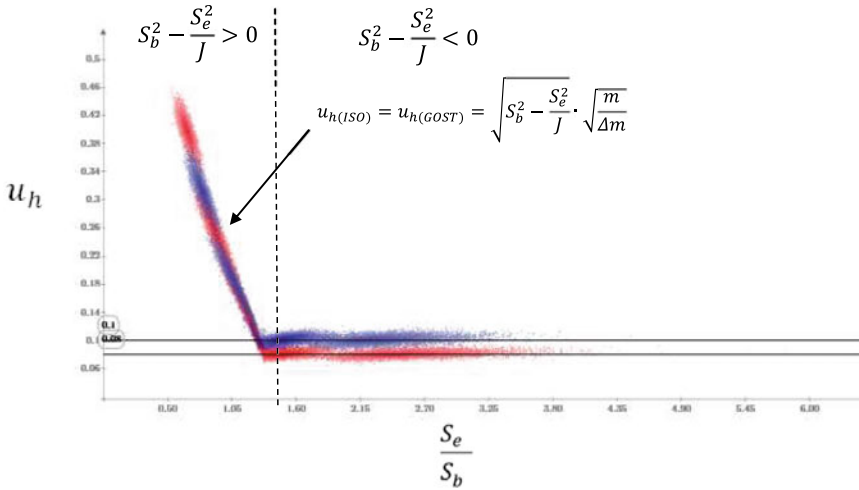 S_b^2 − S_e^2/J > 0
S_b^2 − S_e^2/J < 0
u_h(ISO) = u_h(GOST) = √(S_b^2 − S_e^2/J) · √(m/Δm)
u_h
0.5
0.46
0.42
0.38
0.34
0.3
0.26
0.22
0.18
0.14
0.1
0.08
0.1
0.06
0.50 1.05 1.60 2.15 2.70 3.25 3.80 4.35 4.90 5.45 6.00
S_e
S_b